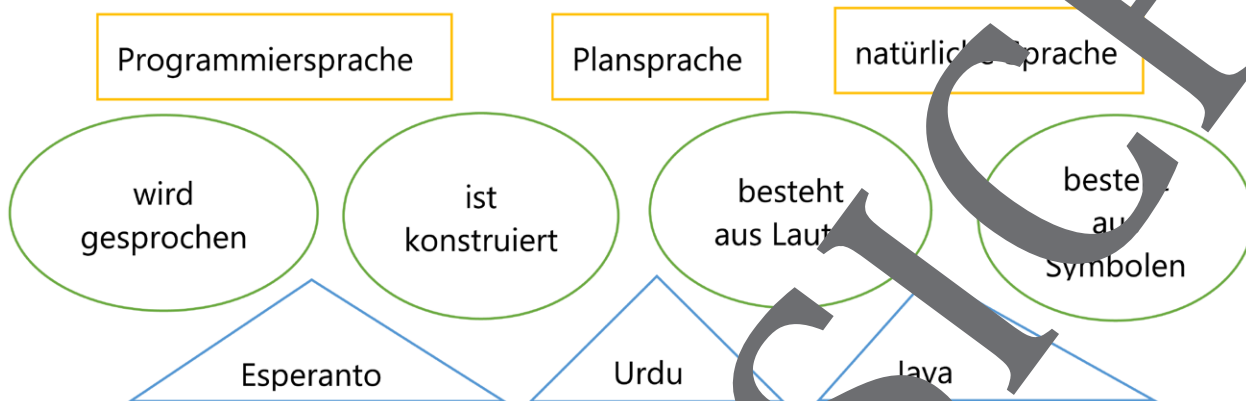 Programmiersprache
Plansprache
natürliche Sprache
wird
gesprochen
ist
konstruiert
besteht
aus Lauten
besteht
aus
Symbolen
Esperanto
Urdu
Java